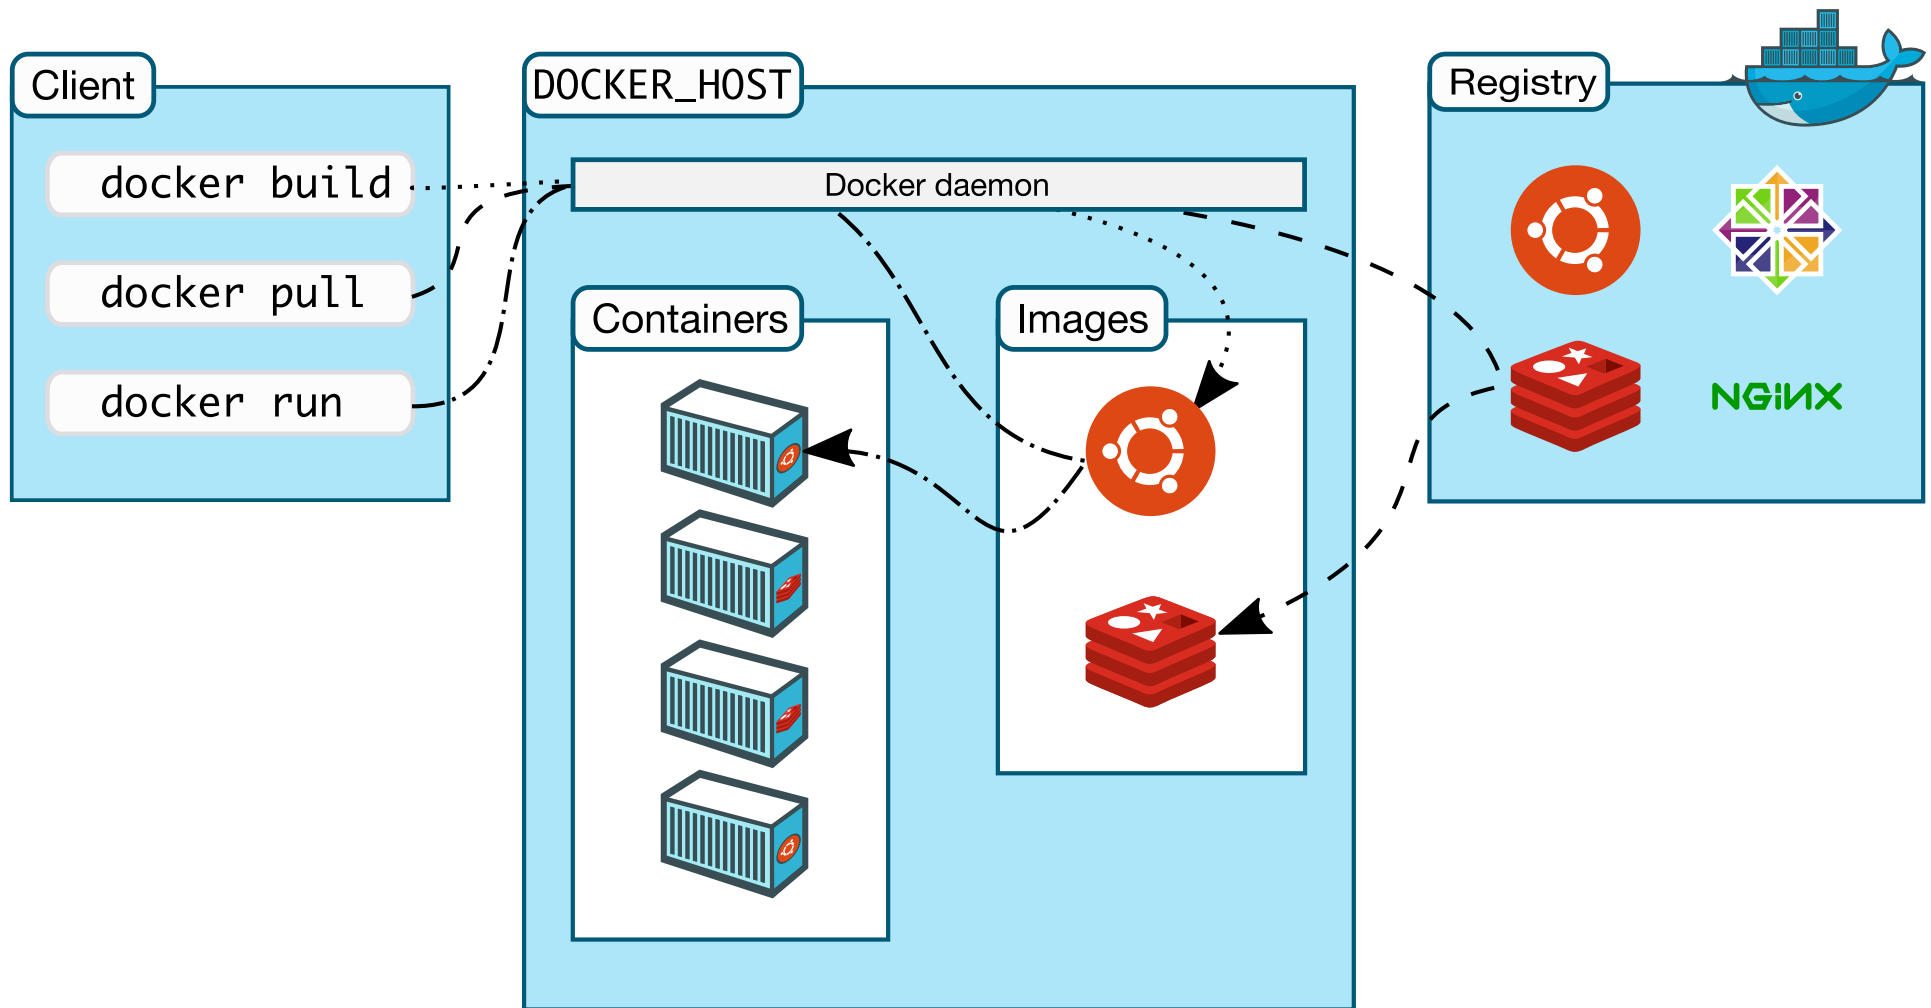 Client
docker build
docker pull
docker run
DOCKER_HOST
Docker daemon
Containers
Images
Registry
NGiNX